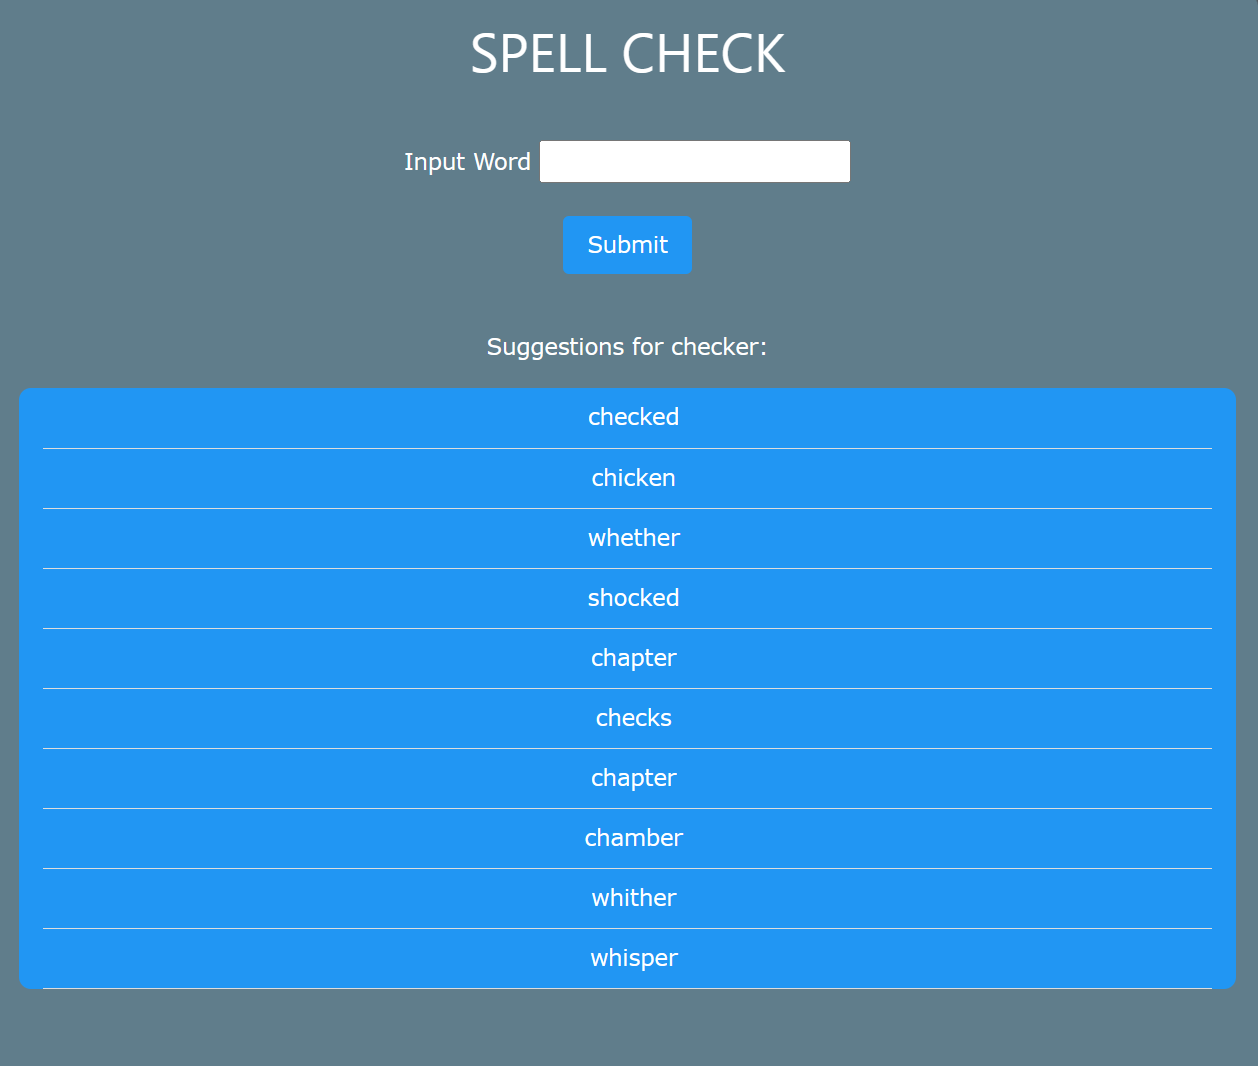 SPELL CHECK
Input Word
Submit
Suggestions for checker:
checked
chicken
whether
shocked
chapter
checks
chapter
chamber
whither
whisper